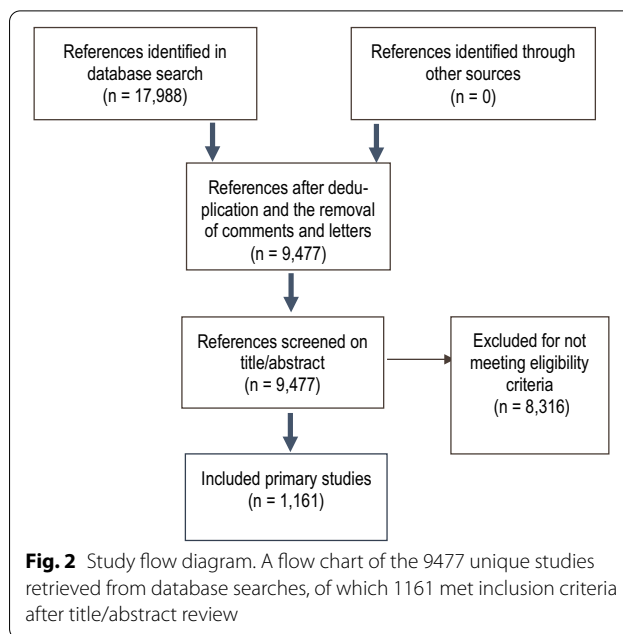 References identified in
database search
(n = 17,988)
References identified through
other sources
(n = 0)
References after dedu-
plication and the removal
of comments and letters
(n = 9,477)
References screened on
title/abstract
(n = 9,477)
Excluded for not
meeting eligibility
criteria
(n = 8,316)
Included primary studies
(n = 1,161)
Fig. 2 Study flow diagram. A flow chart of the 9477 unique studies
retrieved from database searches, of which 1161 met inclusion criteria
after title/abstract review